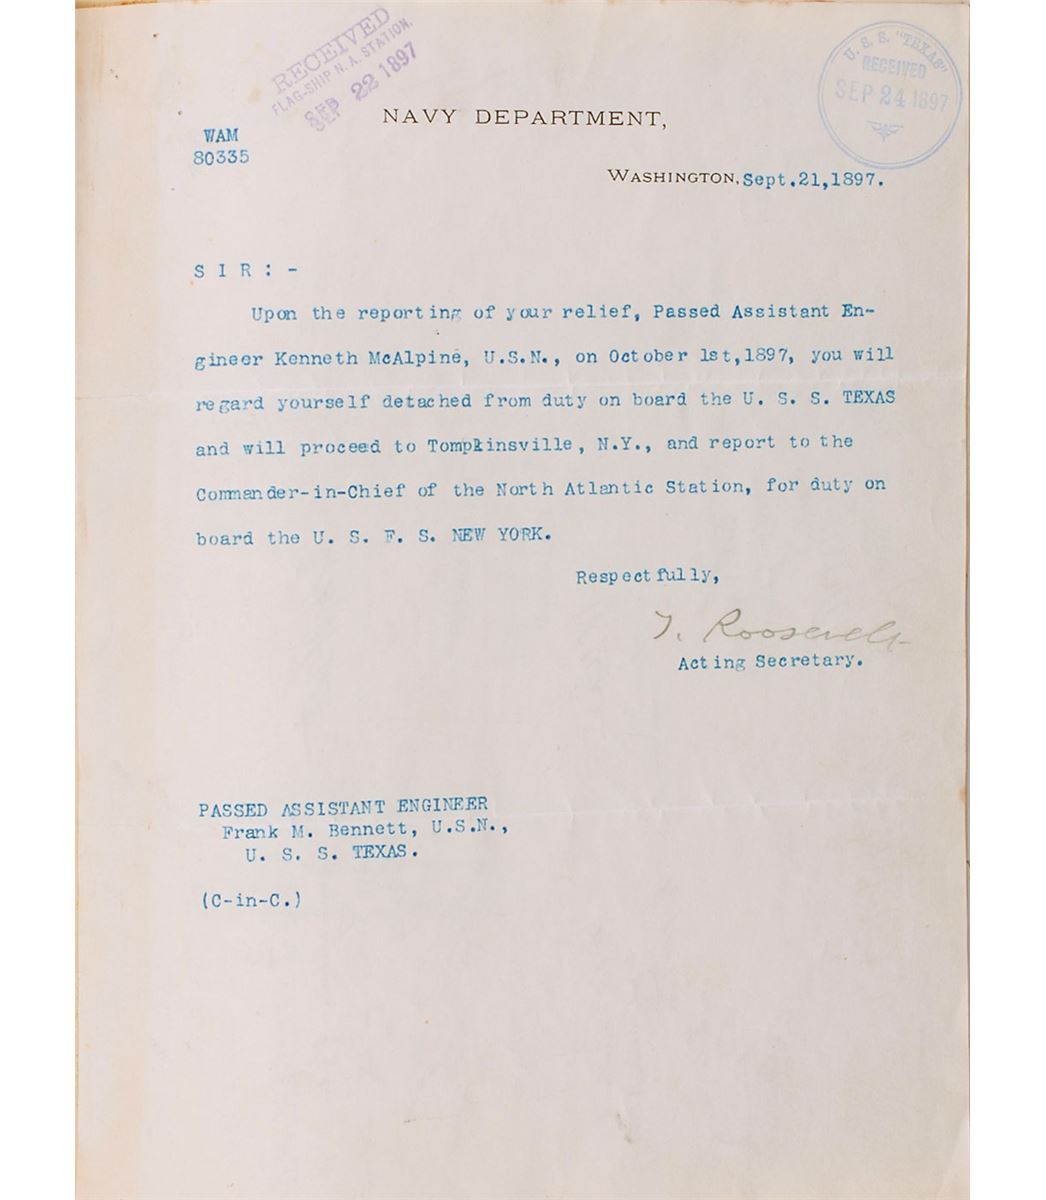 RECEIVED
FLAG-SHIP N. A. STATION.
SEP 22 1897
U. S. S. "TEXAS"
RECEIVED
SEP 24 1897
NAVY DEPARTMENT,
WAM
80335
WASHINGTON, Sept.21,1897.
S I R : -
Upon the reporting of your relief, Passed Assistant En-
gineer Kenneth McAlpine, U.S.N., on October 1st,1897, you will
regard yourself detached from duty on board the U. S. S. TEXAS
and will proceed to Tompkinsville, N.Y., and report to the
Commander-in-Chief of the North Atlantic Station, for duty on
board the U. S. F. S. NEW YORK.
Respectfully,
T. Roosevelt
Acting Secretary.
PASSED ASSISTANT ENGINEER
Frank M. Bennett, U.S.N.,
U. S. S. TEXAS.
(C-in-C.)